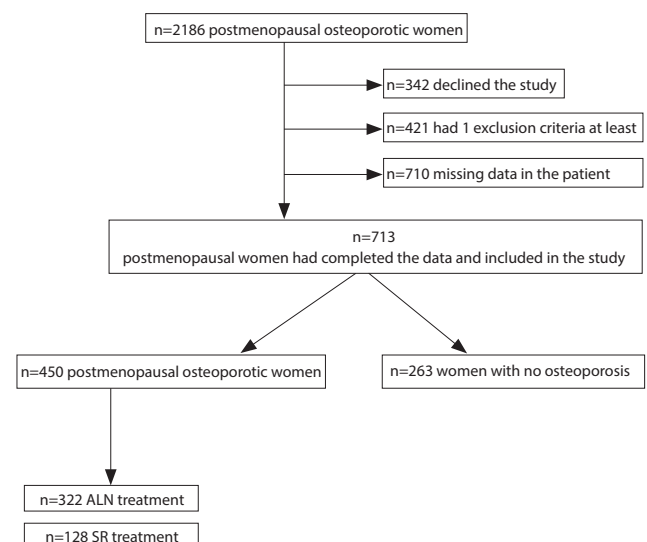 n=2186 postmenopausal osteoporotic women
n=342 declined the study
n=421 had 1 exclusion criteria at least
n=710 missing data in the patient
n=713
postmenopausal women had completed the data and included in the study
n=450 postmenopausal osteoporotic women
n=263 women with no osteoporosis
n=322 ALN treatment
n=128 SR treatment